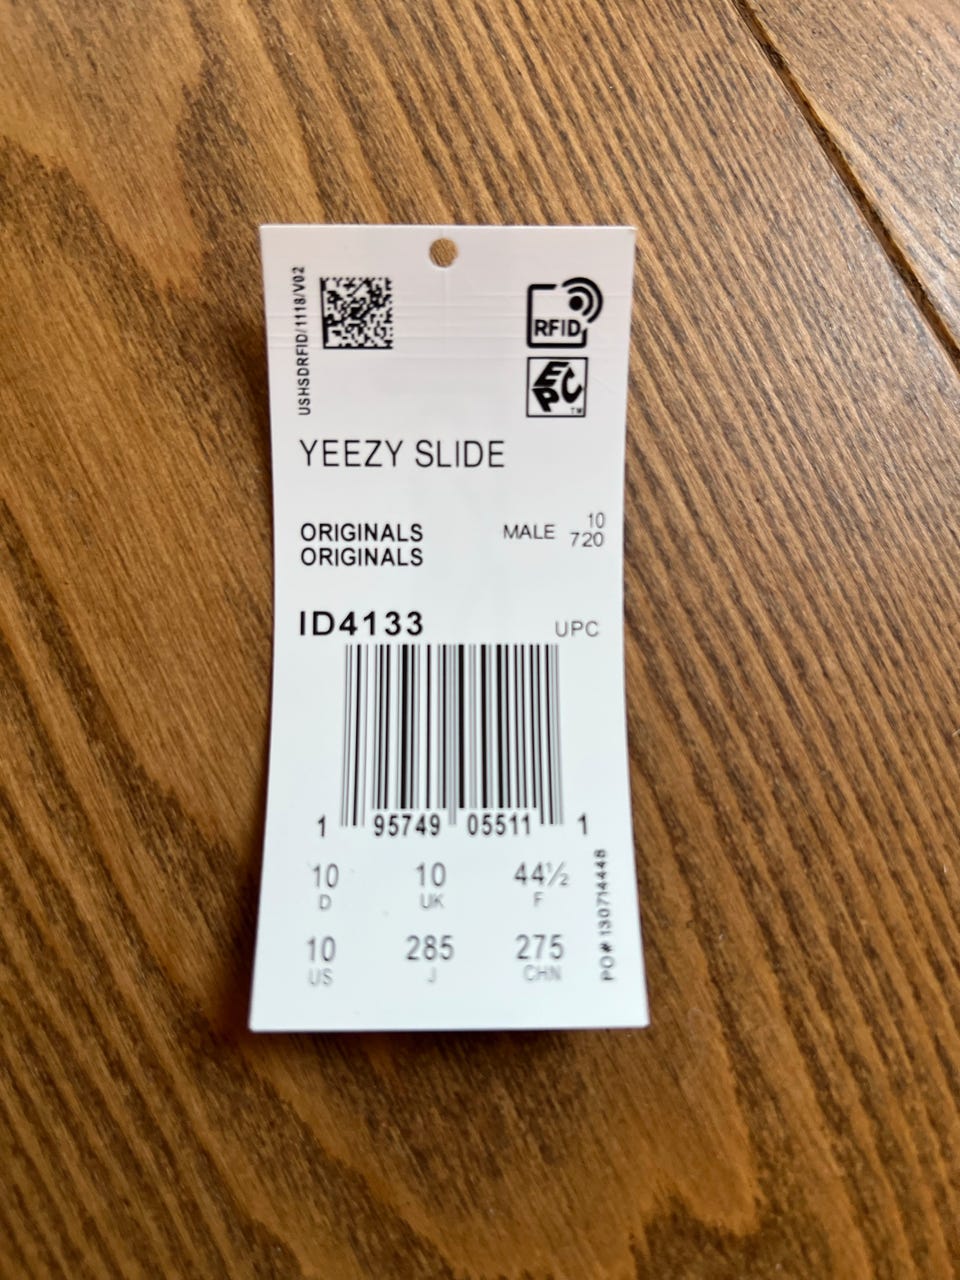 USHSDRFID/1118/V02
RFID
EPC
TM
YEEZY SLIDE
ORIGINALS
ORIGINALS
MALE 10
720
ID4133
UPC
1 95749 05511 1
10 10 44½
D UK F
10 285 275
US J CHN
PO# 130714448